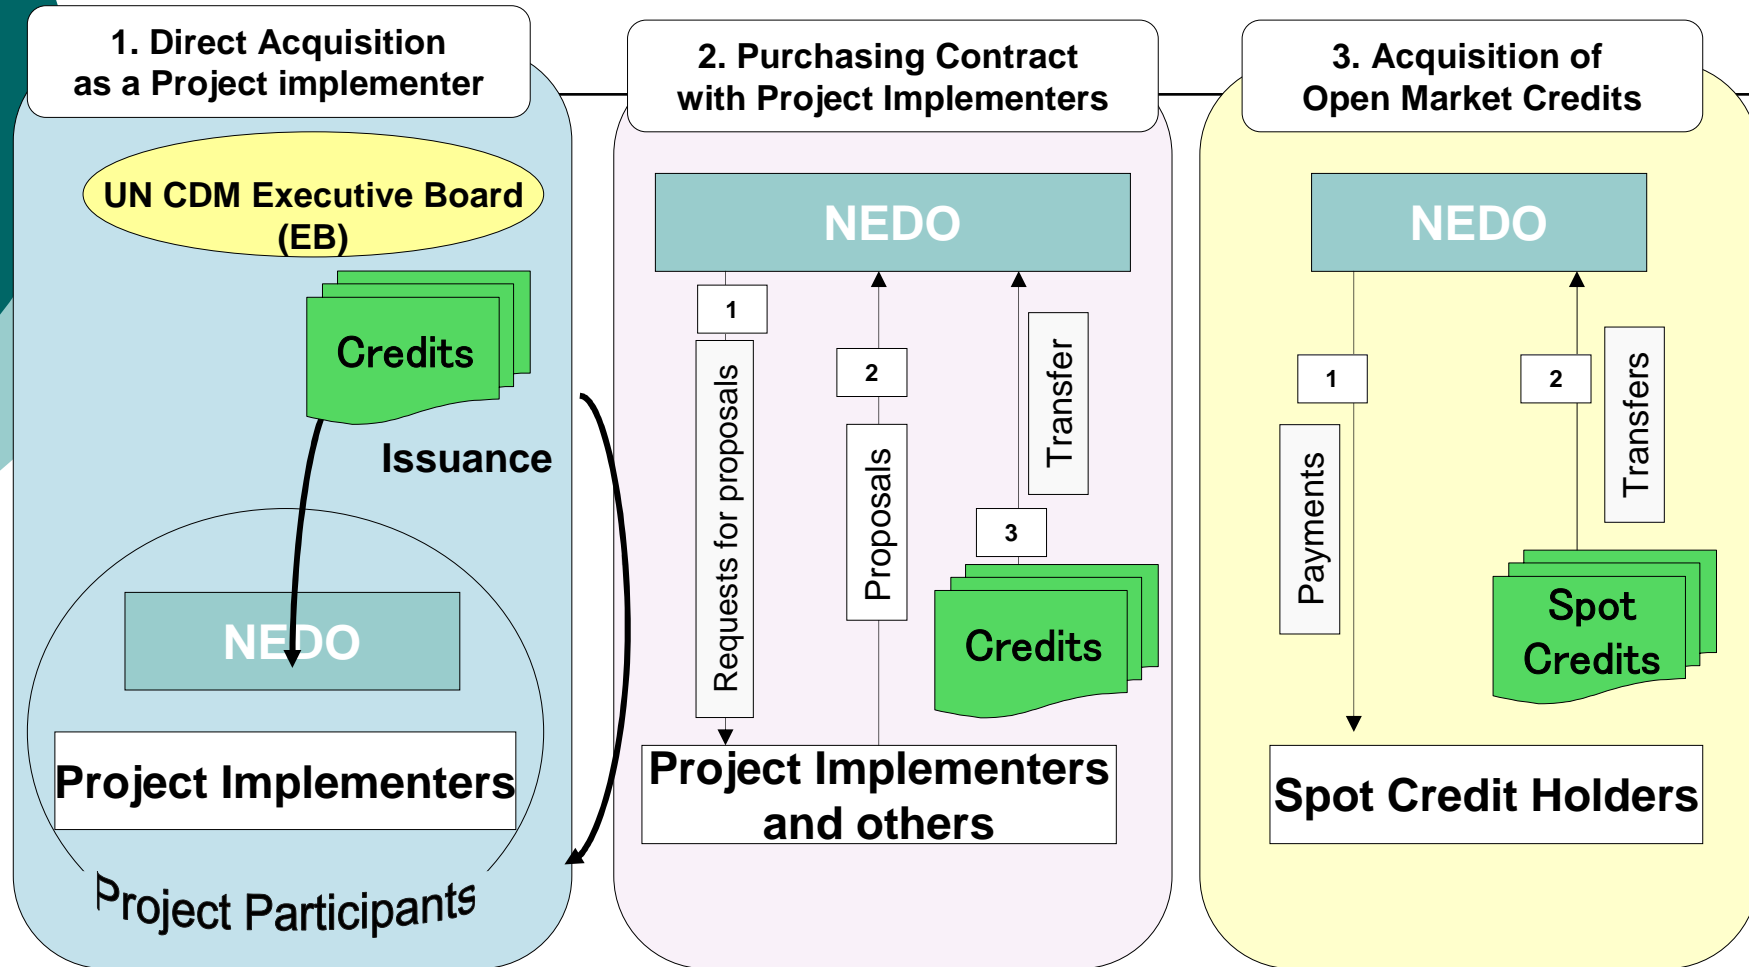 1. Direct Acquisition
as a Project implementer
UN CDM Executive Board
(EB)
Credits
Issuance
NEDO
Project Implementers
Project Participants
2. Purchasing Contract
with Project Implementers
NEDO
1
Requests for proposals
2
Proposals
Transfer
3
Credits
Project Implementers
and others
3. Acquisition of
Open Market Credits
NEDO
1
Payments
2
Transfers
Spot
Credits
Spot Credit Holders